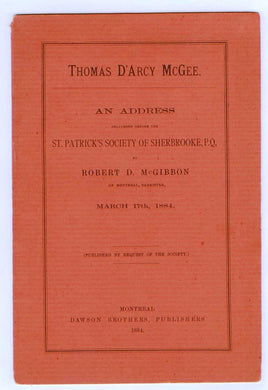 THOMAS D'ARCY McGEE.
AN ADDRESS
DELIVERED BEFORE THE
ST. PATRICK'S SOCIETY OF SHERBROOKE, P.Q.
BY
ROBERT D. McGIBBON
OF MONTREAL, BARRISTER,
MARCH 17th, 1884.
(PUBLISHED BY REQUEST OF THE SOCIETY.)
MONTREAL
DAWSON BROTHERS, PUBLISHERS
1884.